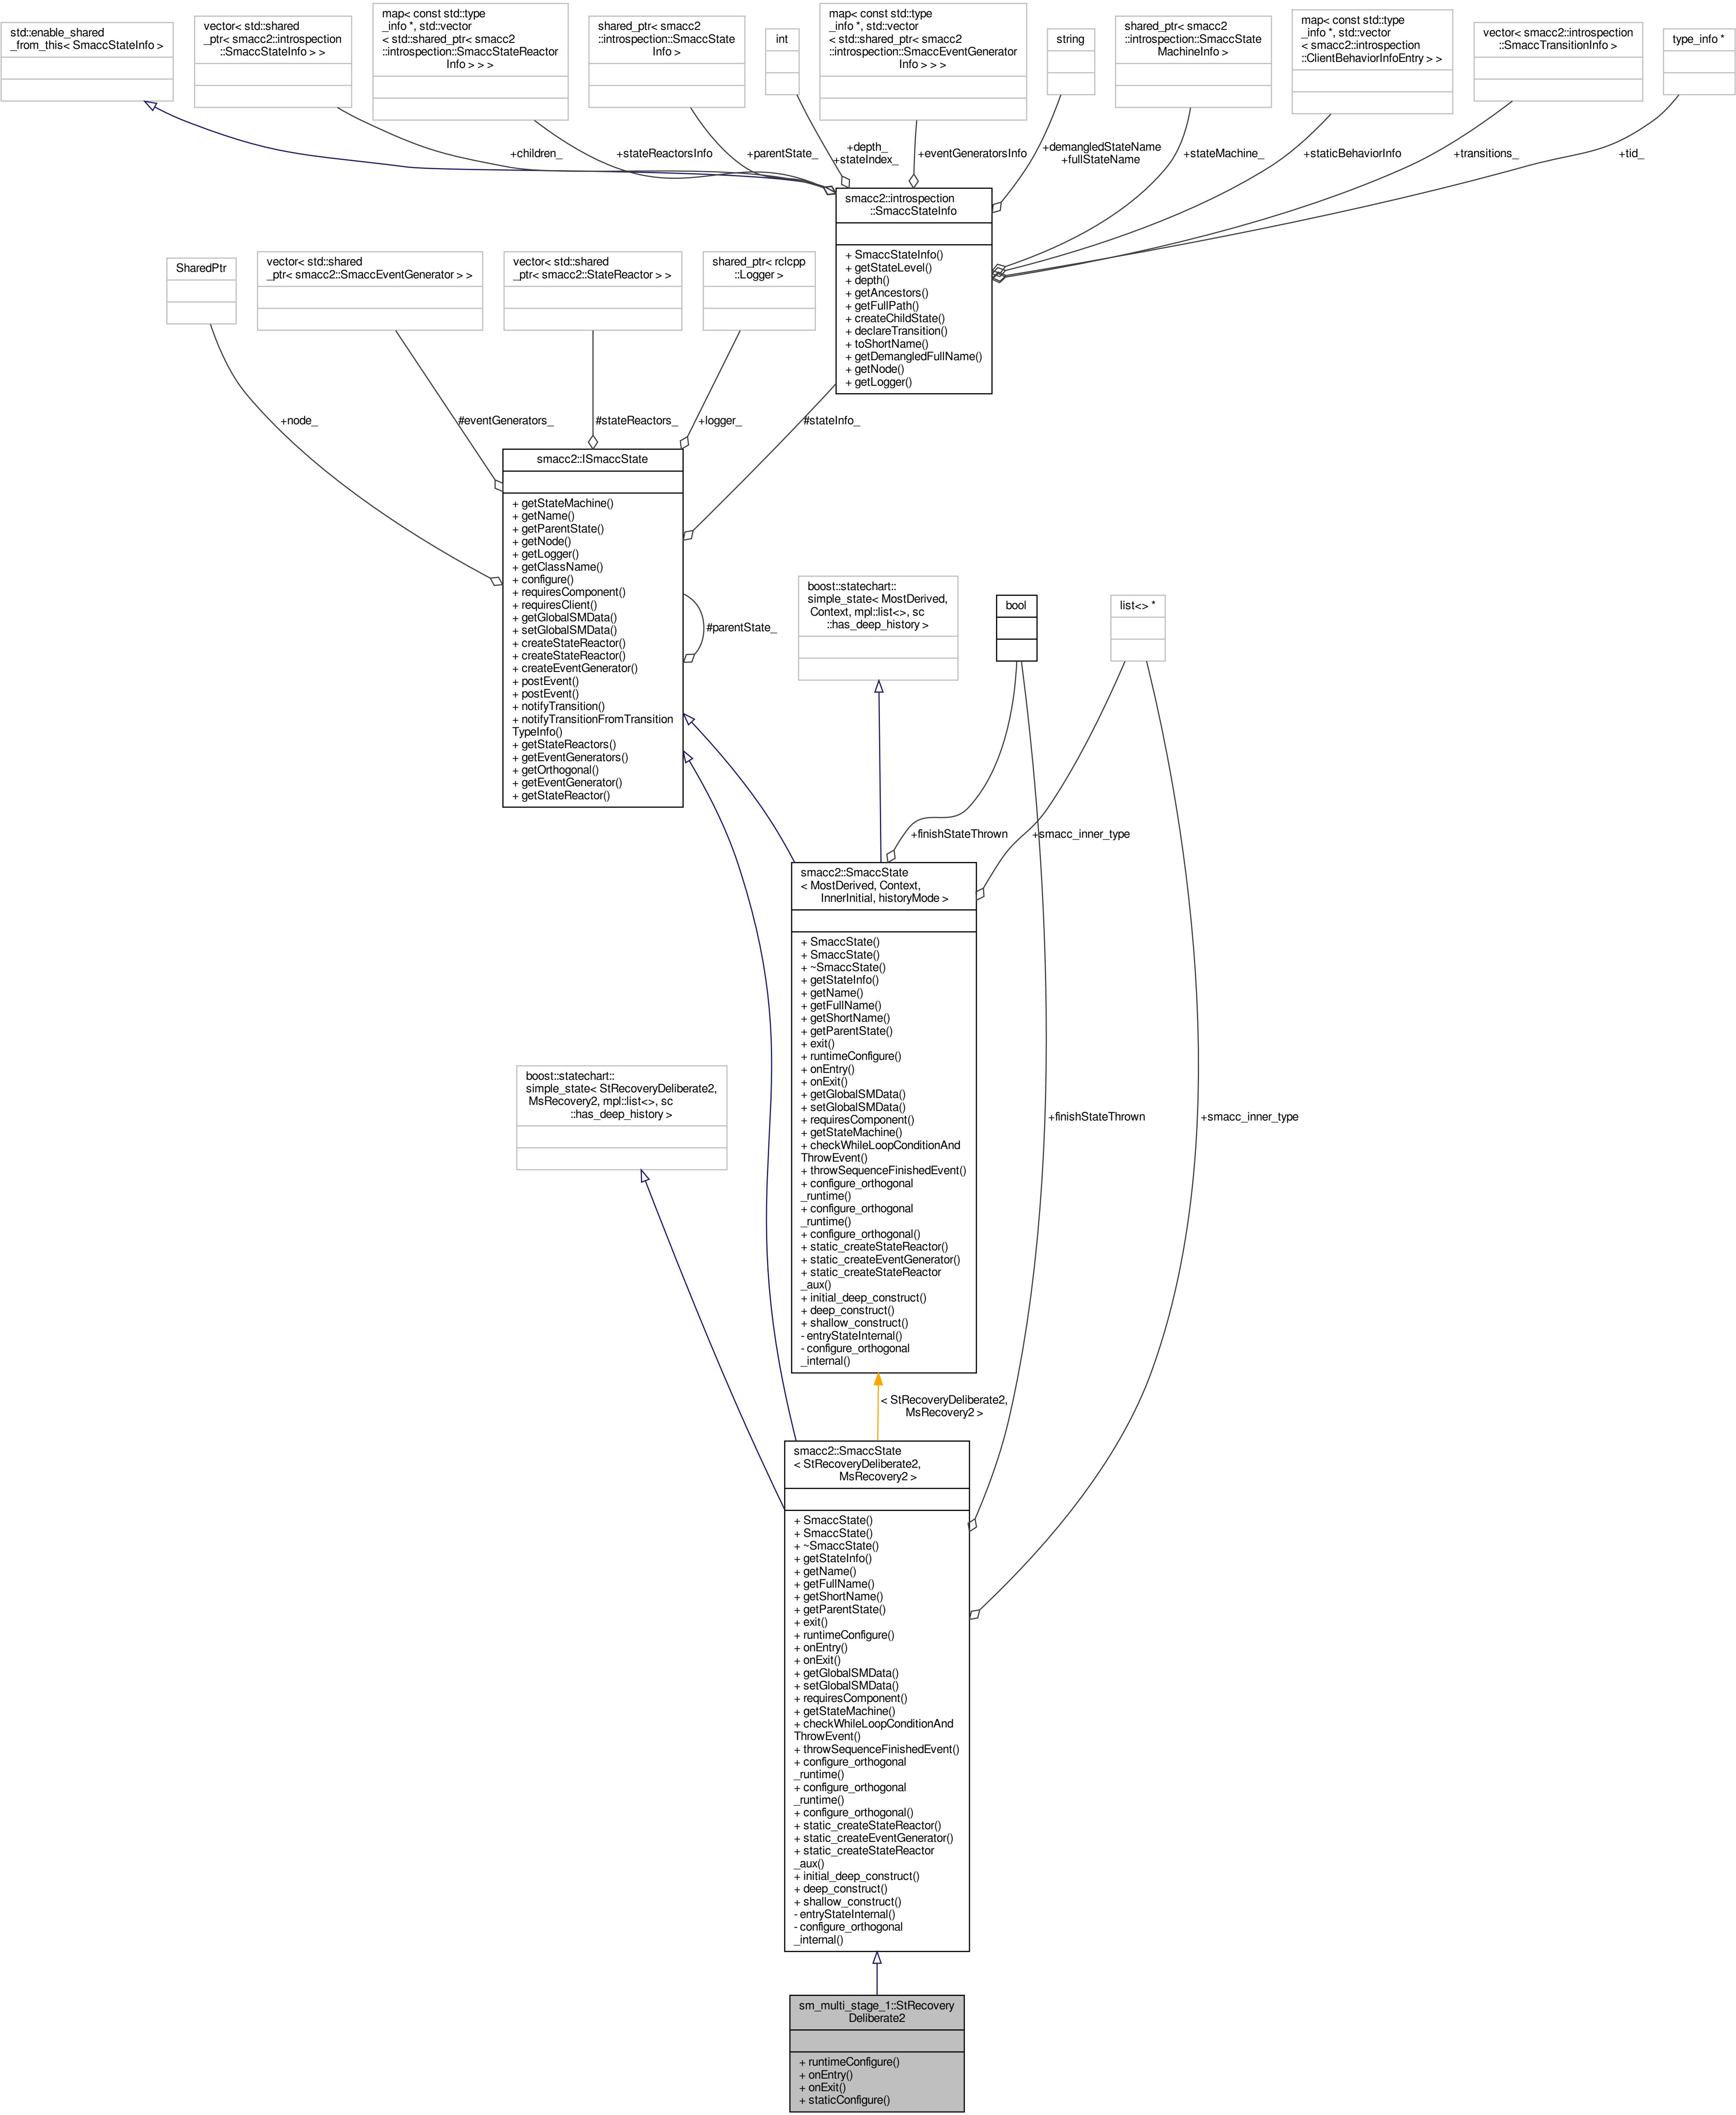 std::enable_shared
_from_this< SmaccStateInfo >
vector< std::shared
_ptr< smacc2::introspection
::SmaccStateInfo > >
map< const std::type
_info *, std::vector
< std::shared_ptr< smacc2
::introspection::SmaccStateReactor
Info > > >
shared_ptr< smacc2
::introspection::SmaccState
Info >
int
map< const std::type
_info *, std::vector
< std::shared_ptr< smacc2
::introspection::SmaccEventGenerator
Info > > >
string
shared_ptr< smacc2
::introspection::SmaccState
MachineInfo >
map< const std::type
_info *, std::vector
< smacc2::introspection
::ClientBehaviorInfoEntry > >
vector< smacc2::introspection
::SmaccTransitionInfo >
type_info *
+children_
+stateReactorsInfo
+parentState_
+depth_
+stateIndex_
+eventGeneratorsInfo
+demangledStateName
+fullStateName
+stateMachine_
+staticBehaviorInfo
+transitions_
+tid_
smacc2::introspection
::SmaccStateInfo
+ SmaccStateInfo()
+ getStateLevel()
+ depth()
+ getAncestors()
+ getFullPath()
+ createChildState()
+ declareTransition()
+ toShortName()
+ getDemangledFullName()
+ getNode()
+ getLogger()
SharedPtr
vector< std::shared
_ptr< smacc2::SmaccEventGenerator > >
vector< std::shared
_ptr< smacc2::StateReactor > >
shared_ptr< rclcpp
::Logger >
+node_
#eventGenerators_
#stateReactors_
+logger_
#stateInfo_
smacc2::ISmaccState
+ getStateMachine()
+ getName()
+ getParentState()
+ getNode()
+ getLogger()
+ getClassName()
+ configure()
+ requiresComponent()
+ requiresClient()
+ getGlobalSMData()
+ setGlobalSMData()
+ createStateReactor()
+ createStateReactor()
+ createEventGenerator()
+ postEvent()
+ postEvent()
+ notifyTransition()
+ notifyTransitionFromTransition
TypeInfo()
+ getStateReactors()
+ getEventGenerators()
+ getOrthogonal()
+ getEventGenerator()
+ getStateReactor()
#parentState_
boost::statechart::
simple_state< MostDerived,
Context, mpl::list<>, sc
::has_deep_history >
bool
list<> *
+finishStateThrown
+smacc_inner_type
smacc2::SmaccState
< MostDerived, Context,
InnerInitial, historyMode >
+ SmaccState()
+ SmaccState()
+ ~SmaccState()
+ getStateInfo()
+ getName()
+ getFullName()
+ getShortName()
+ getParentState()
+ exit()
+ runtimeConfigure()
+ onEntry()
+ onExit()
+ getGlobalSMData()
+ setGlobalSMData()
+ requiresComponent()
+ getStateMachine()
+ checkWhileLoopConditionAnd
ThrowEvent()
+ throwSequenceFinishedEvent()
+ configure_orthogonal
_runtime()
+ configure_orthogonal
_runtime()
+ configure_orthogonal()
+ static_createStateReactor()
+ static_createEventGenerator()
+ static_createStateReactor
_aux()
+ initial_deep_construct()
+ deep_construct()
+ shallow_construct()
- entryStateInternal()
- configure_orthogonal
_internal()
boost::statechart::
simple_state< StRecoveryDeliberate2,
MsRecovery2, mpl::list<>, sc
::has_deep_history >
+finishStateThrown
+smacc_inner_type
< StRecoveryDeliberate2,
MsRecovery2 >
smacc2::SmaccState
< StRecoveryDeliberate2,
MsRecovery2 >
+ SmaccState()
+ SmaccState()
+ ~SmaccState()
+ getStateInfo()
+ getName()
+ getFullName()
+ getShortName()
+ getParentState()
+ exit()
+ runtimeConfigure()
+ onEntry()
+ onExit()
+ getGlobalSMData()
+ setGlobalSMData()
+ requiresComponent()
+ getStateMachine()
+ checkWhileLoopConditionAnd
ThrowEvent()
+ throwSequenceFinishedEvent()
+ configure_orthogonal
_runtime()
+ configure_orthogonal
_runtime()
+ configure_orthogonal()
+ static_createStateReactor()
+ static_createEventGenerator()
+ static_createStateReactor
_aux()
+ initial_deep_construct()
+ deep_construct()
+ shallow_construct()
- entryStateInternal()
- configure_orthogonal
_internal()
sm_multi_stage_1::StRecovery
Deliberate2
+ runtimeConfigure()
+ onEntry()
+ onExit()
+ staticConfigure()